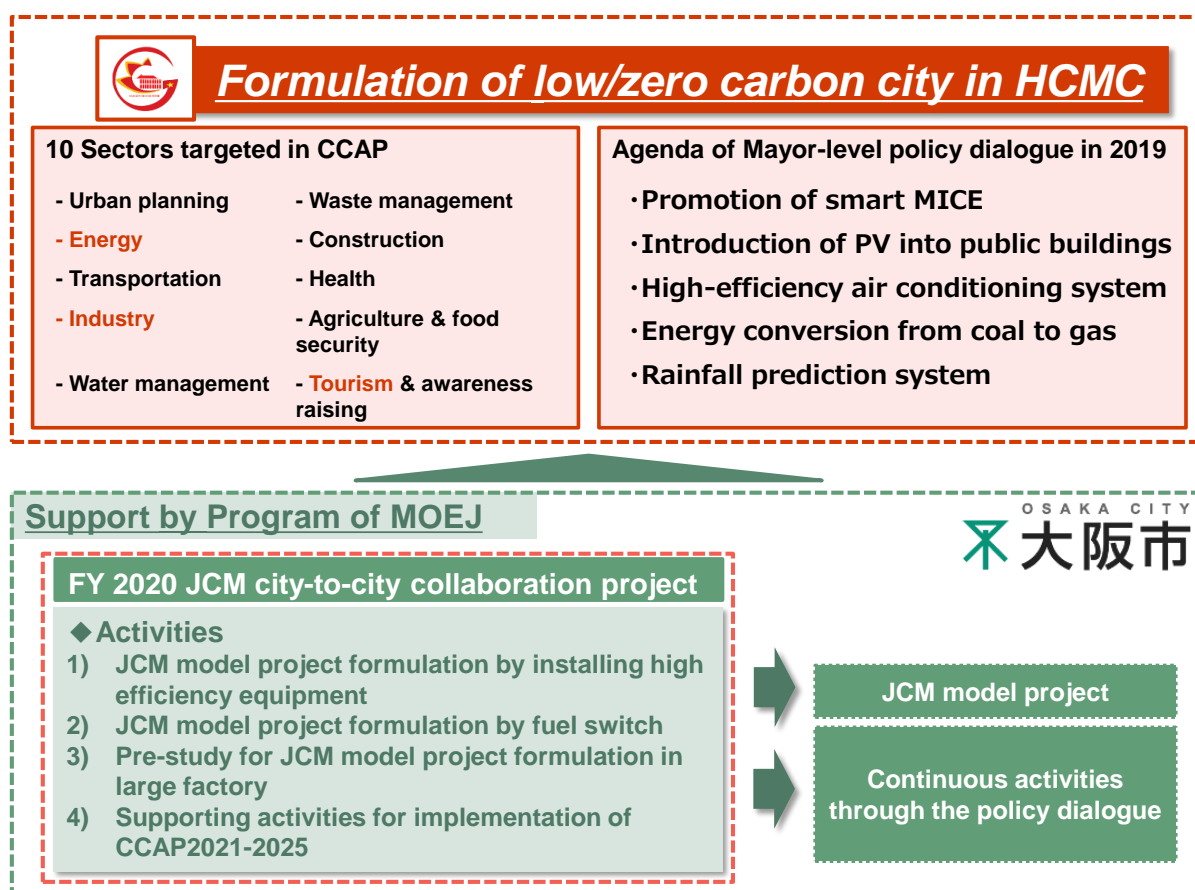 Formulation of low/zero carbon city in HCMC
10 Sectors targeted in CCAP
- Urban planning
- Energy
- Transportation
- Industry
- Water management
- Waste management
- Construction
- Health
- Agriculture & food
security
- Tourism & awareness
raising
Agenda of Mayor-level policy dialogue in 2019
・Promotion of smart MICE
・Introduction of PV into public buildings
・High-efficiency air conditioning system
・Energy conversion from coal to gas
・Rainfall prediction system
Support by Program of MOEJ
OSAKA CITY
大阪市
FY 2020 JCM city-to-city collaboration project
◆Activities
1) JCM model project formulation by installing high
efficiency equipment
2) JCM model project formulation by fuel switch
3) Pre-study for JCM model project formulation in
large factory
4) Supporting activities for implementation of
CCAP2021-2025
JCM model project
Continuous activities
through the policy dialogue